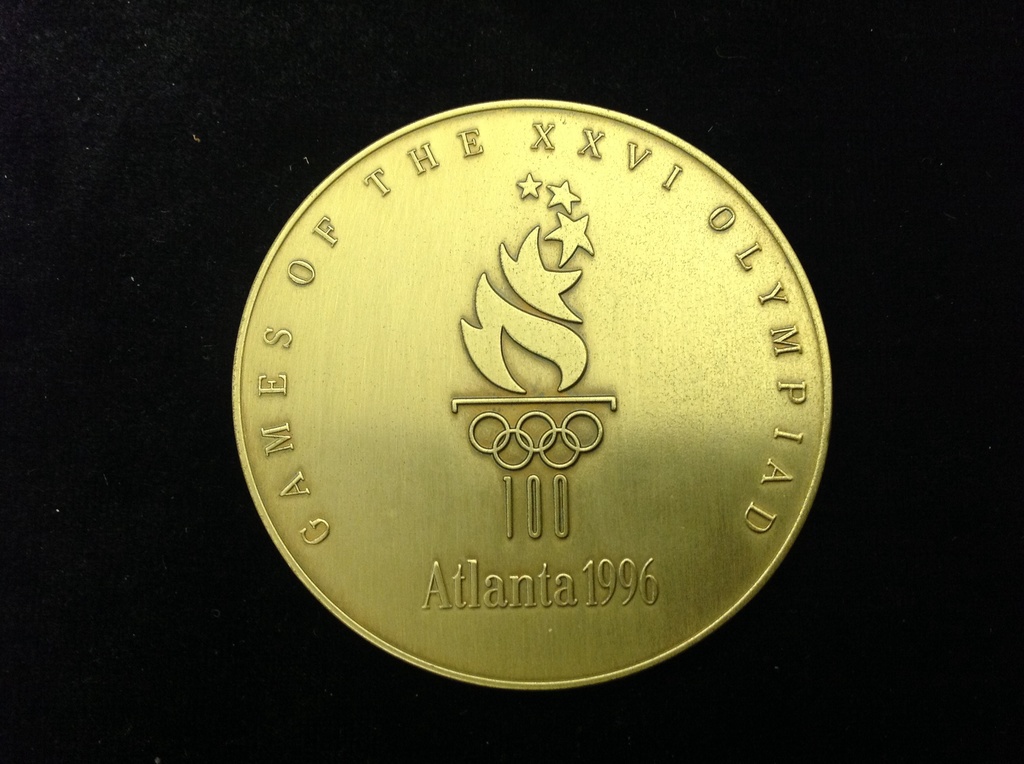 GAMES OF THE XXVI OLYMPIAD
100
Atlanta 1996